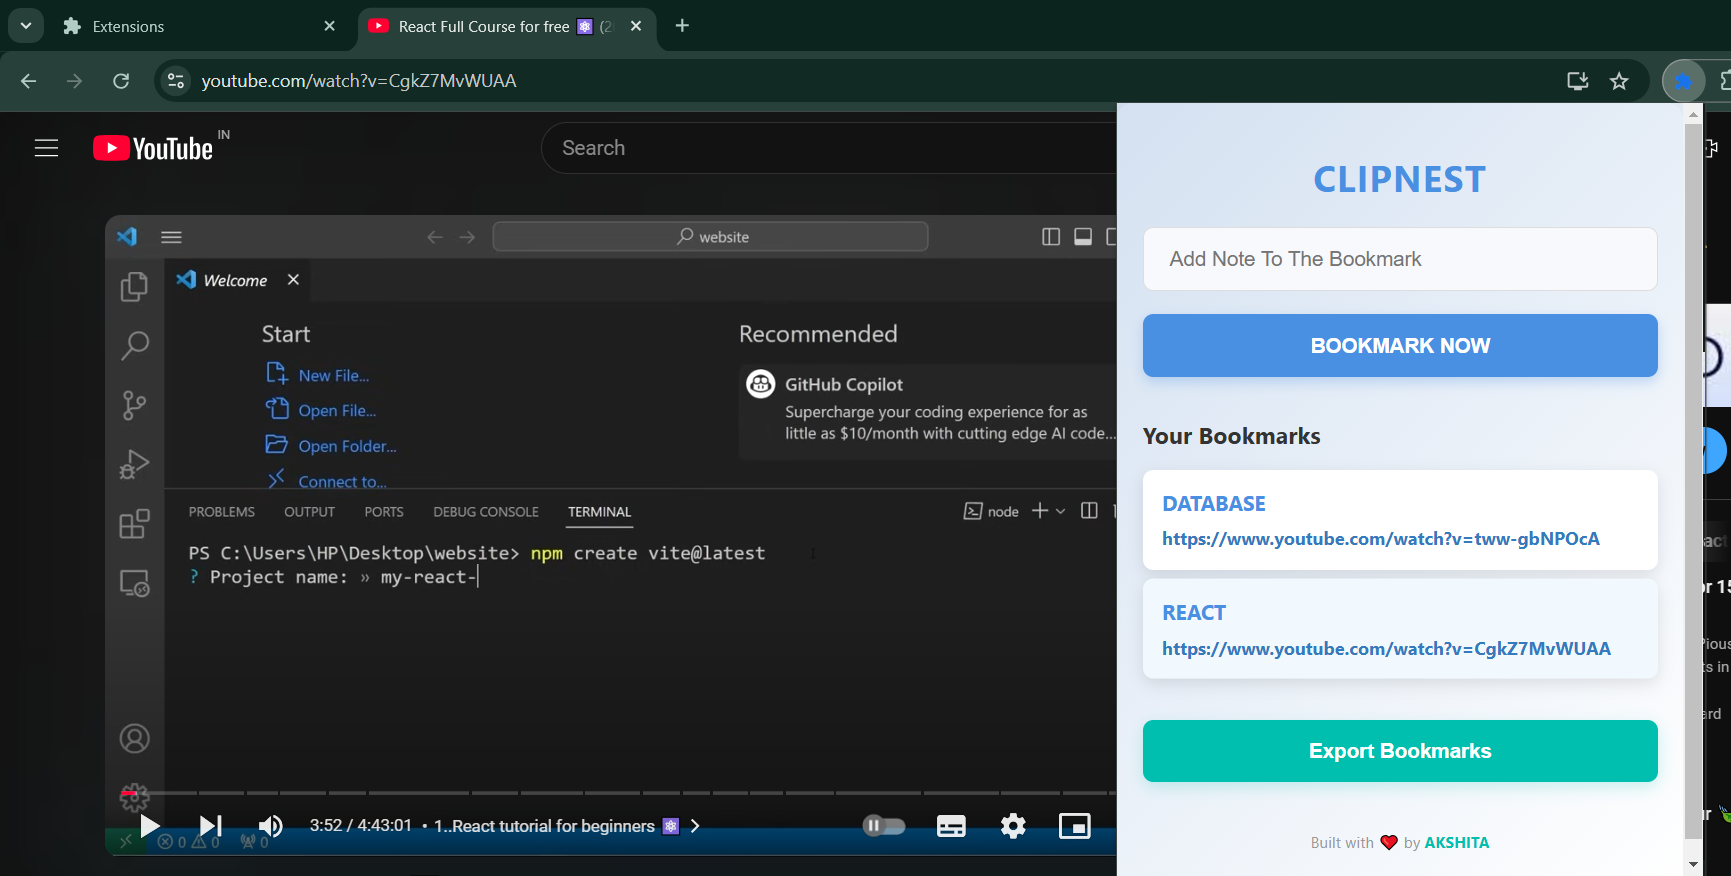 Extensions
React Full Course for free
youtube.com/watch?v=CgkZ7MvWUAA
YouTube IN
Search
website
Welcome
Start
New File...
Open File...
Open Folder...
Connect to...
Recommended
GitHub Copilot
Supercharge your coding experience for as
little as $10/month with cutting edge AI code...
PROBLEMS OUTPUT PORTS DEBUG CONSOLE TERMINAL
node
PS C:\Users\HP\Desktop\website> npm create vite@latest
? Project name: » my-react-
3:52 / 4:43:01 • 1..React tutorial for beginners
0 0 0
CLIPNEST
Add Note To The Bookmark
BOOKMARK NOW
Your Bookmarks
DATABASE
https://www.youtube.com/watch?v=tww-gbNPOcA
REACT
https://www.youtube.com/watch?v=CgkZ7MvWUAA
Export Bookmarks
Built with ❤️ by AKSHITA